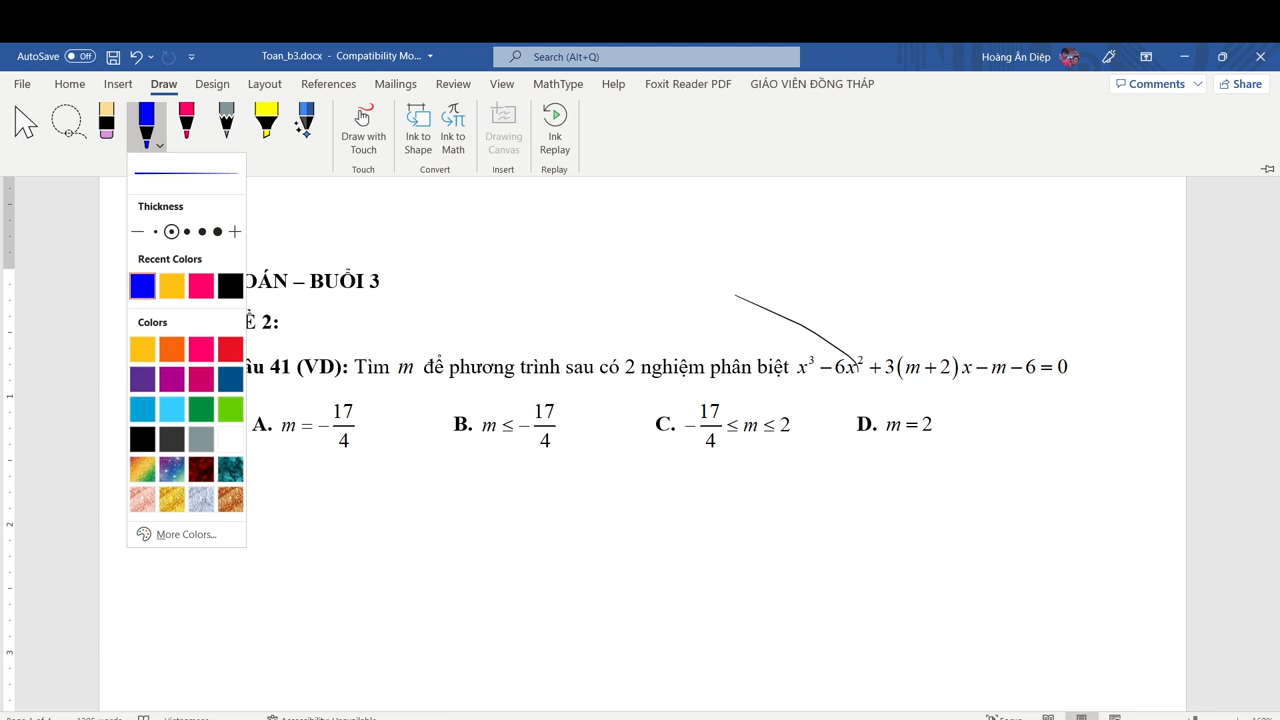 AutoSave Off Toan_b3.docx - Compatibility Mo... Search (Alt+Q) Hoàng Ân Diệp
File Home Insert Draw Design Layout References Mailings Review View MathType Help Foxit Reader PDF GIÁO VIÊN ĐỒNG THÁP Comments Share
Draw with Touch Ink to Shape Ink to Math Drawing Canvas Ink Replay
Touch Convert Insert Replay
Thickness
Recent Colors
Colors
More Colors...
OÁN – BUỔI 3
Ề 2:
âu 41 (VD): Tìm m để phương trình sau có 2 nghiệm phân biệt x³ − 6x² + 3(m + 2)x − m − 6 = 0
A. m = −17/4 B. m ≤ −17/4 C. −17/4 ≤ m ≤ 2 D. m = 2